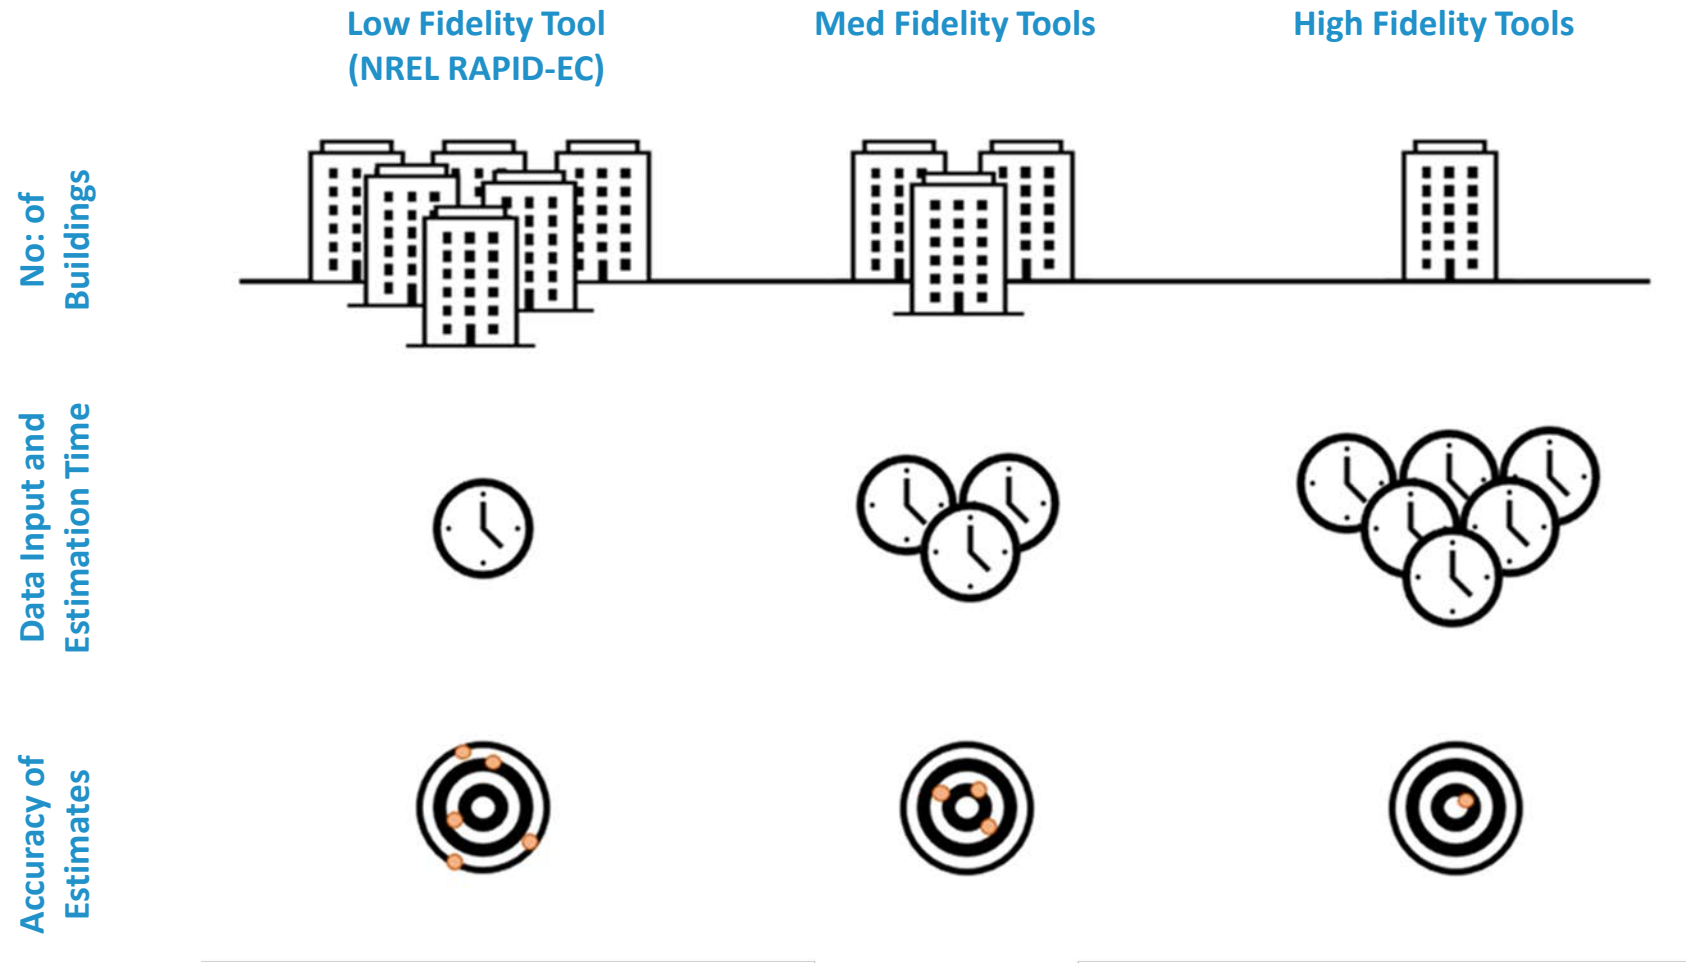 Low Fidelity Tool
(NREL RAPID-EC)
Med Fidelity Tools
High Fidelity Tools
No: of
Buildings
Data Input and
Estimation Time
Accuracy of
Estimates